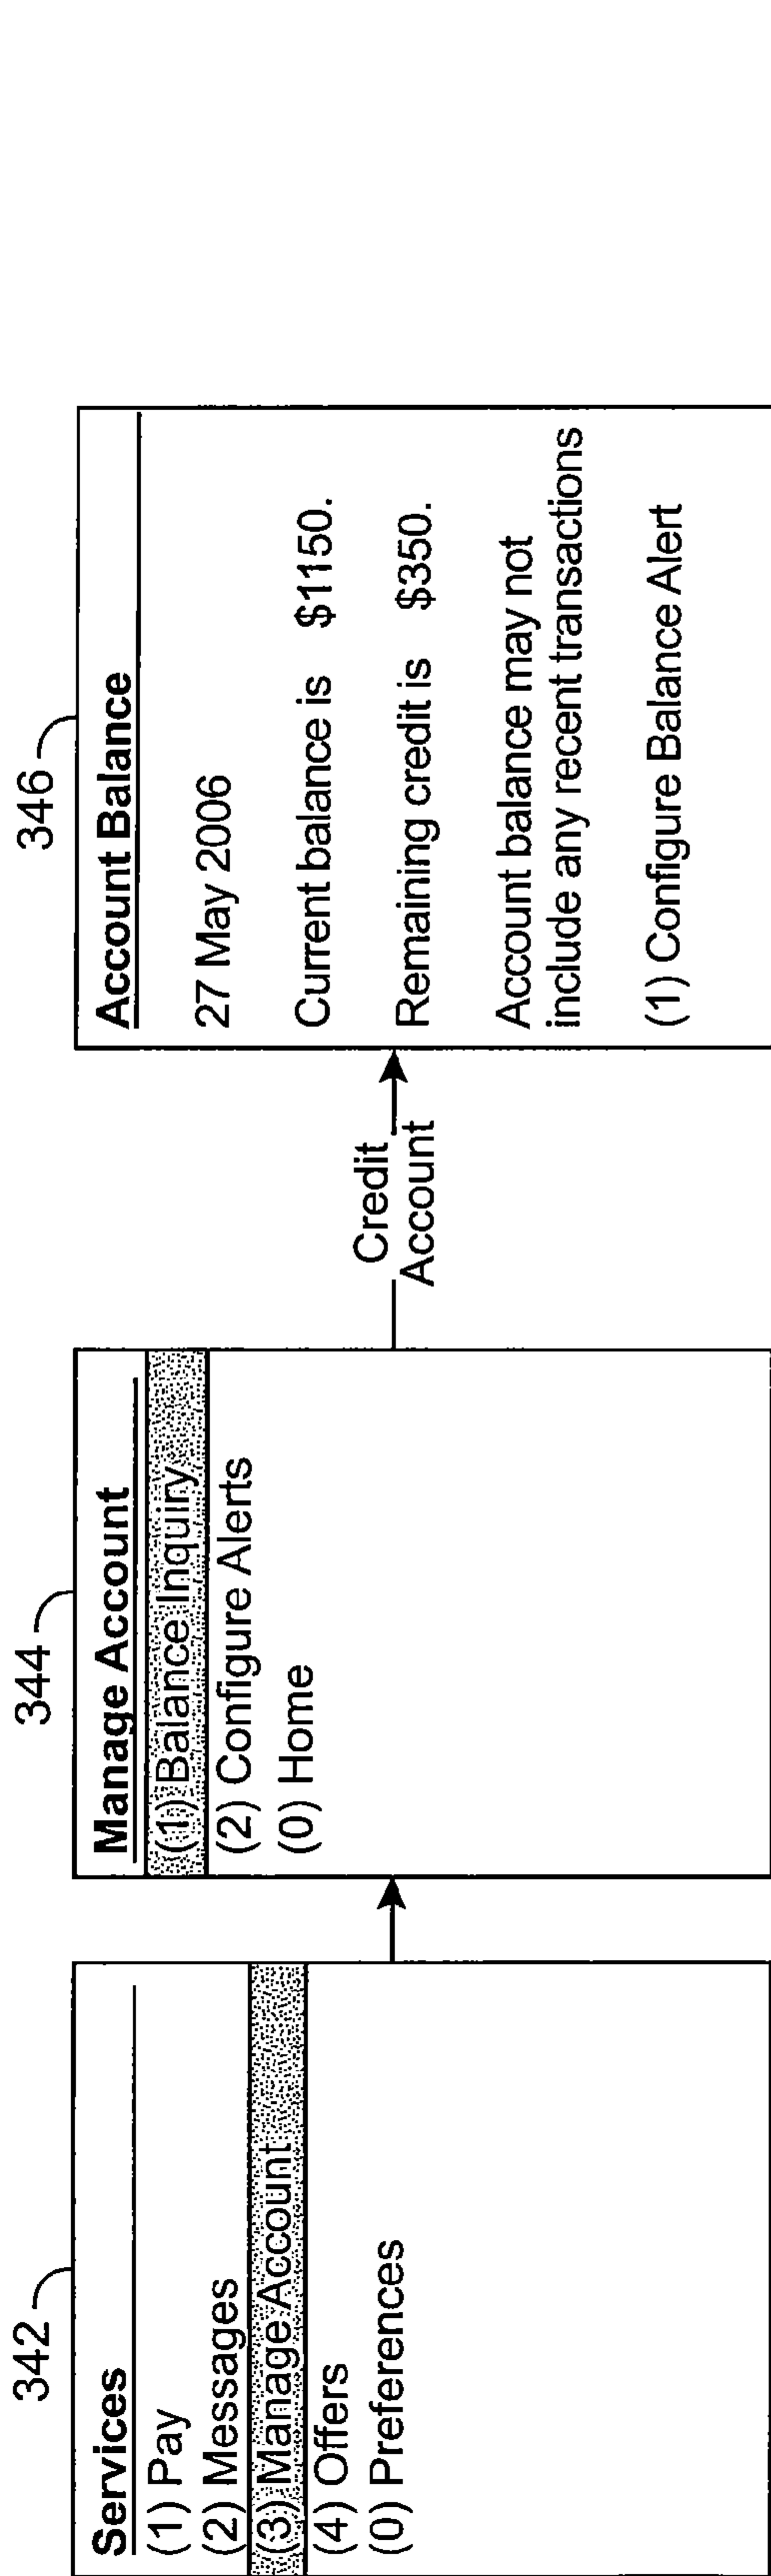 342
Services
(1) Pay
(2) Messages
(3) Manage Account
(4) Offers
(0) Preferences
344
Manage Account
(1) Balance Inquiry
(2) Configure Alerts
(0) Home
Credit
Account
346
Account Balance
27 May 2006
Current balance is $1150.
Remaining credit is $350.
Account balance may not
include any recent transactions
(1) Configure Balance Alert